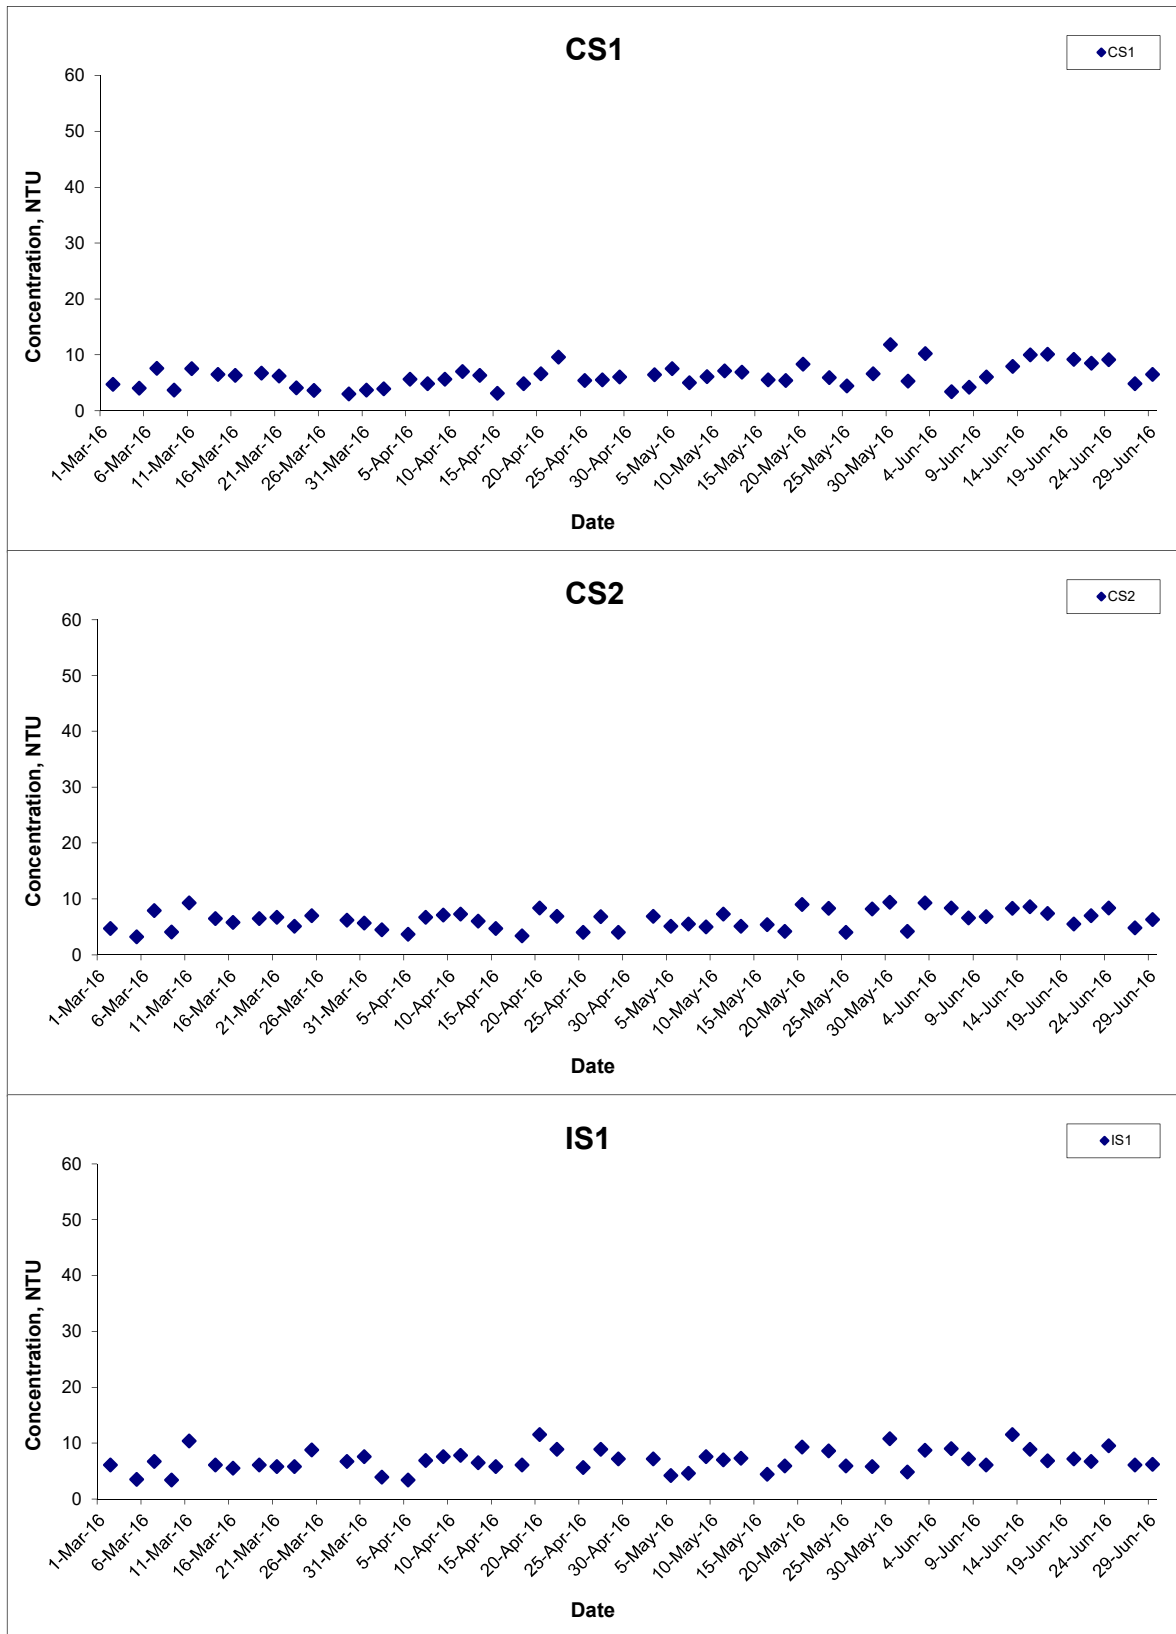 CS1
CS1
Concentration, NTU
60
50
40
30
20
10
0
1-Mar-16
6-Mar-16
11-Mar-16
16-Mar-16
21-Mar-16
26-Mar-16
31-Mar-16
5-Apr-16
10-Apr-16
15-Apr-16
20-Apr-16
25-Apr-16
30-Apr-16
5-May-16
10-May-16
15-May-16
20-May-16
25-May-16
30-May-16
4-Jun-16
9-Jun-16
14-Jun-16
19-Jun-16
24-Jun-16
29-Jun-16
Date
CS2
CS2
Concentration, NTU
60
50
40
30
20
10
0
1-Mar-16
6-Mar-16
11-Mar-16
16-Mar-16
21-Mar-16
26-Mar-16
31-Mar-16
5-Apr-16
10-Apr-16
15-Apr-16
20-Apr-16
25-Apr-16
30-Apr-16
5-May-16
10-May-16
15-May-16
20-May-16
25-May-16
30-May-16
4-Jun-16
9-Jun-16
14-Jun-16
19-Jun-16
24-Jun-16
29-Jun-16
Date
IS1
IS1
Concentration, NTU
60
50
40
30
20
10
0
1-Mar-16
6-Mar-16
11-Mar-16
16-Mar-16
21-Mar-16
26-Mar-16
31-Mar-16
5-Apr-16
10-Apr-16
15-Apr-16
20-Apr-16
25-Apr-16
30-Apr-16
5-May-16
10-May-16
15-May-16
20-May-16
25-May-16
30-May-16
4-Jun-16
9-Jun-16
14-Jun-16
19-Jun-16
24-Jun-16
29-Jun-16
Date